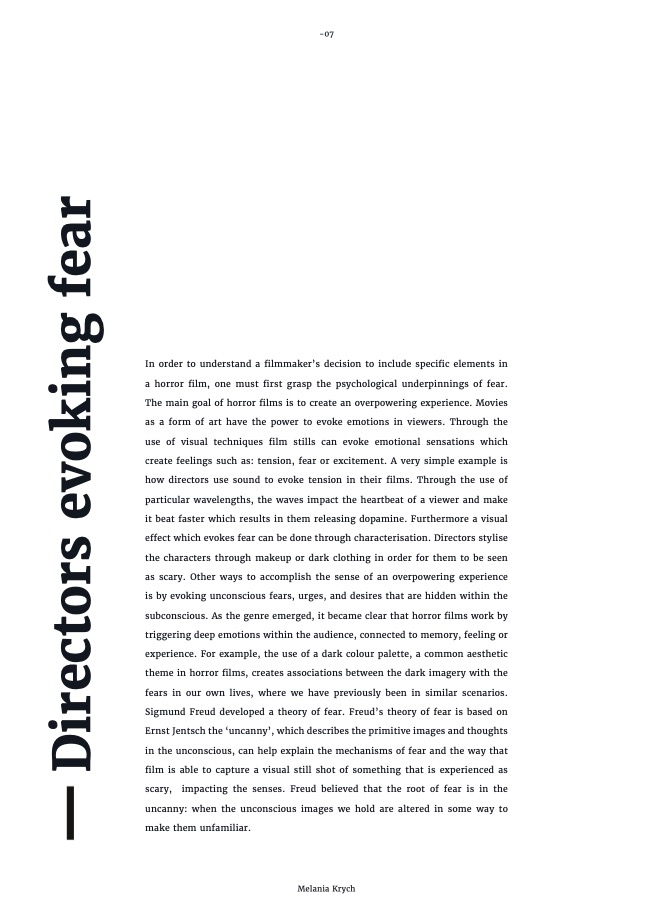 -07
— Directors evoking fear
In order to understand a filmmaker’s decision to include specific elements in
a horror film, one must first grasp the psychological underpinnings of fear.
The main goal of horror films is to create an overpowering experience. Movies
as a form of art have the power to evoke emotions in viewers. Through the
use of visual techniques film stills can evoke emotional sensations which
create feelings such as: tension, fear or excitement. A very simple example is
how directors use sound to evoke tension in their films. Through the use of
particular wavelengths, the waves impact the heartbeat of a viewer and make
it beat faster which results in them releasing dopamine. Furthermore a visual
effect which evokes fear can be done through characterisation. Directors stylise
the characters through makeup or dark clothing in order for them to be seen
as scary. Other ways to accomplish the sense of an overpowering experience
is by evoking unconscious fears, urges, and desires that are hidden within the
subconscious. As the genre emerged, it became clear that horror films work by
triggering deep emotions within the audience, connected to memory, feeling or
experience. For example, the use of a dark colour palette, a common aesthetic
theme in horror films, creates associations between the dark imagery with the
fears in our own lives, where we have previously been in similar scenarios.
Sigmund Freud developed a theory of fear. Freud’s theory of fear is based on
Ernst Jentsch the ‘uncanny’, which describes the primitive images and thoughts
in the unconscious, can help explain the mechanisms of fear and the way that
film is able to capture a visual still shot of something that is experienced as
scary, impacting the senses. Freud believed that the root of fear is in the
uncanny: when the unconscious images we hold are altered in some way to
make them unfamiliar.
Melania Krych